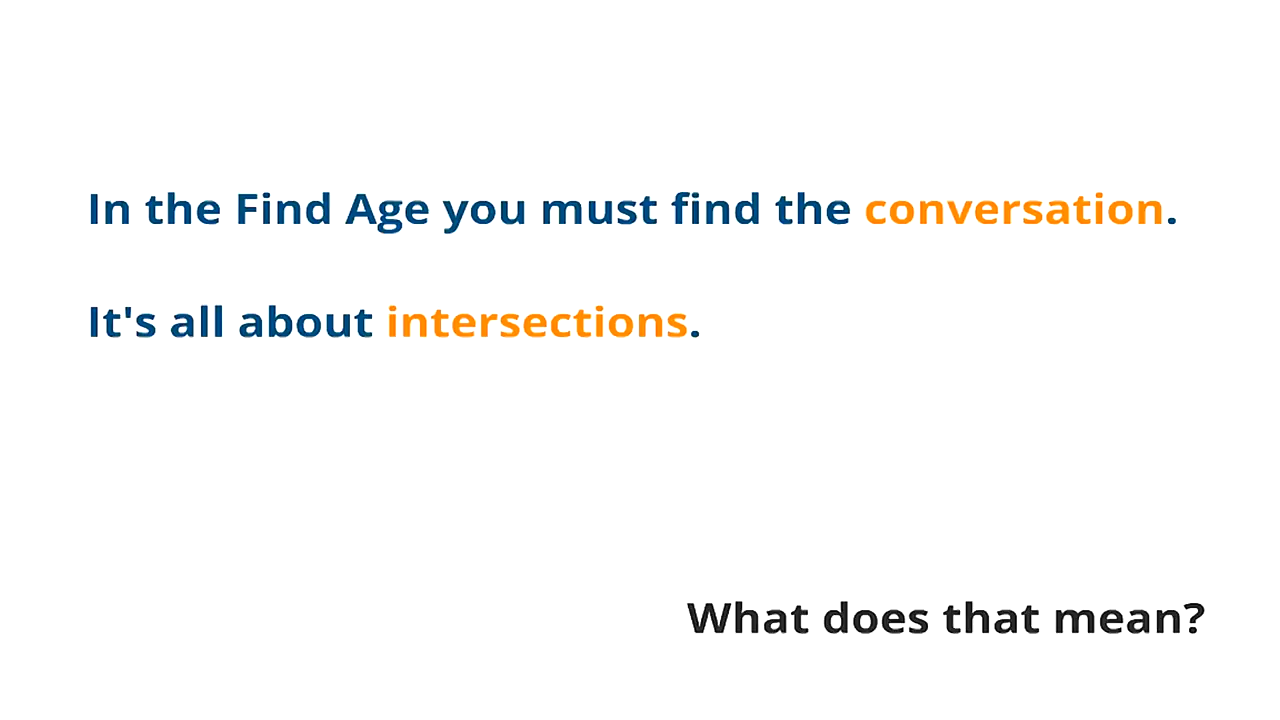 In the Find Age you must find the conversation.
It's all about intersections.
What does that mean?